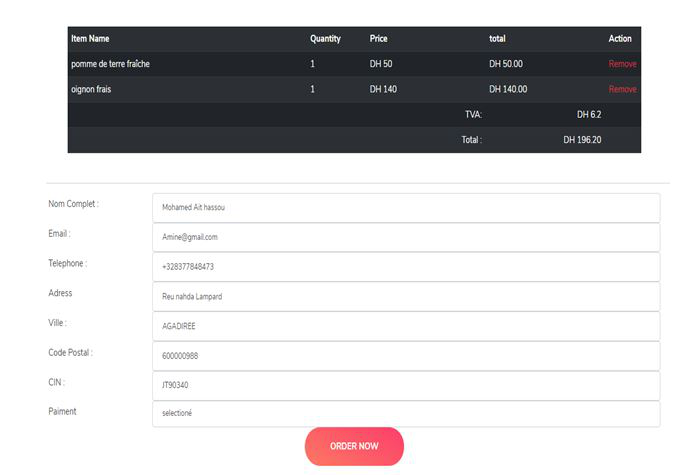 Item Name Quantity Price total Action
pomme de terre fraîche 1 DH 50 DH 50.00 Remove
oignon frais 1 DH 140 DH 140.00 Remove
TVA: DH 6.2
Total : DH 196.20
Nom Complet : Mohamed Ait hassou
Email : Amine@gmail.com
Telephone : +328377848473
Adress Reu nahda Lampard
Ville : AGADIREE
Code Postal : 600000988
CIN : JT90340
Paiment selectioné
ORDER NOW